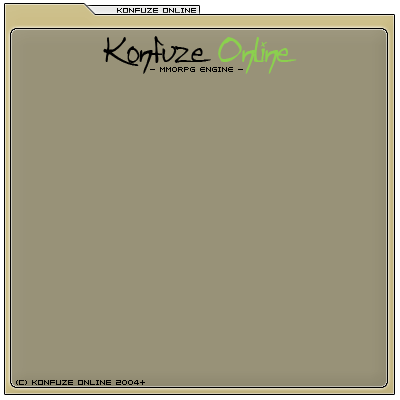 KONFUZE ONLINE
Konfuze Online
- MMORPG ENGINE -
(C) KONFUZE ONLINE 2004+